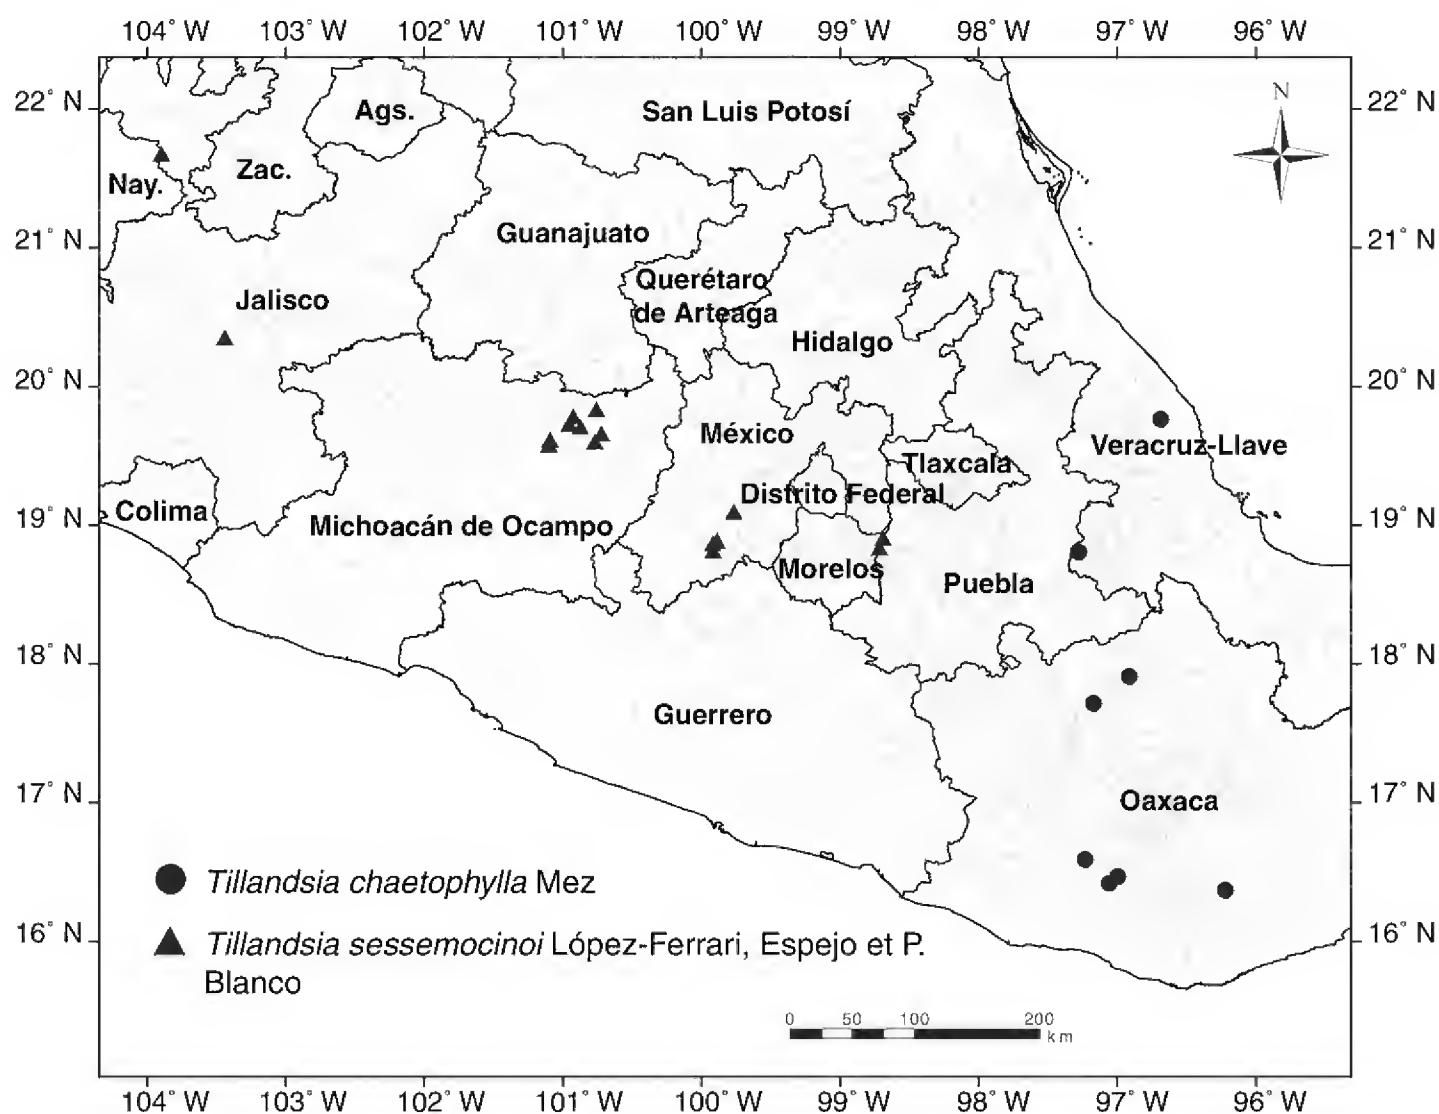 104° W 103° W 102° W 101° W 100° W 99° W 98° W 97° W 96° W
N
22° N 22° N
Ags.
San Luis Potosí
Zac.
Nay.
21° N 21° N
Guanajuato
Querétaro
de Arteaga
Jalisco
Hidalgo
20° N 20° N
México
Veracruz-Llave
Tlaxcala
Distrito Federal
Colima
19° N 19° N
Michoacán de Ocampo
Morelos
Puebla
18° N 18° N
Guerrero
17° N 17° N
Oaxaca
Tillandsia chaetophylla Mez
16° N 16° N
Tillandsia sessemocinoi López-Ferrari, Espejo et P.
Blanco
0 50 100 200
km
104° W 103° W 102° W 101° W 100° W 99° W 98° W 97° W 96° W